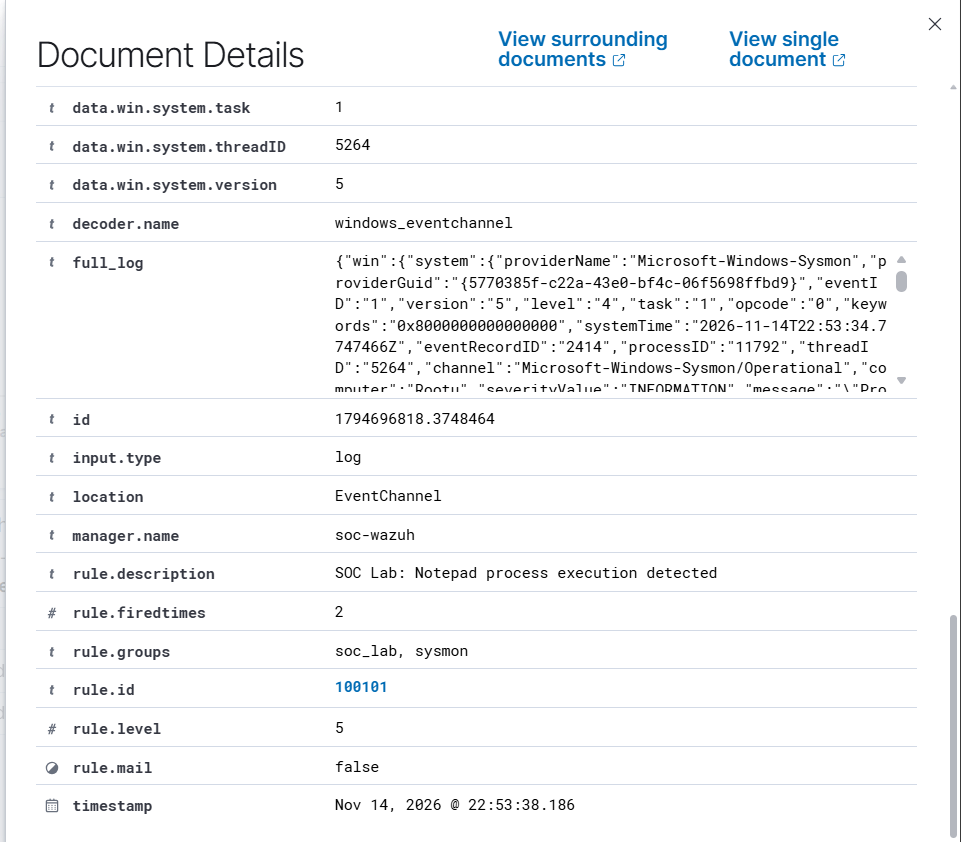 Document Details
View surrounding
documents
View single
document
t data.win.system.task 1
t data.win.system.threadID 5264
t data.win.system.version 5
t decoder.name windows_eventchannel
t full_log {"win":{"system":{"providerName":"Microsoft-Windows-Sysmon","p
roviderGuid":"{5770385f-c22a-43e0-bf4c-06f5698ffbd9}","eventI
D":"1","version":"5","level":"4","task":"1","opcode":"0","keyw
ords":"0x8000000000000000","systemTime":"2026-11-14T22:53:34.7
747466Z","eventRecordID":"2414","processID":"11792","threadI
D":"5264","channel":"Microsoft-Windows-Sysmon/Operational","co
mputer":"Rootu","severityValue":"INFORMATION","message":"\"Pro
t id 1794696818.3748464
t input.type log
t location EventChannel
t manager.name soc-wazuh
t rule.description SOC Lab: Notepad process execution detected
# rule.firedtimes 2
t rule.groups soc_lab, sysmon
t rule.id 100101
# rule.level 5
rule.mail false
timestamp Nov 14, 2026 @ 22:53:38.186